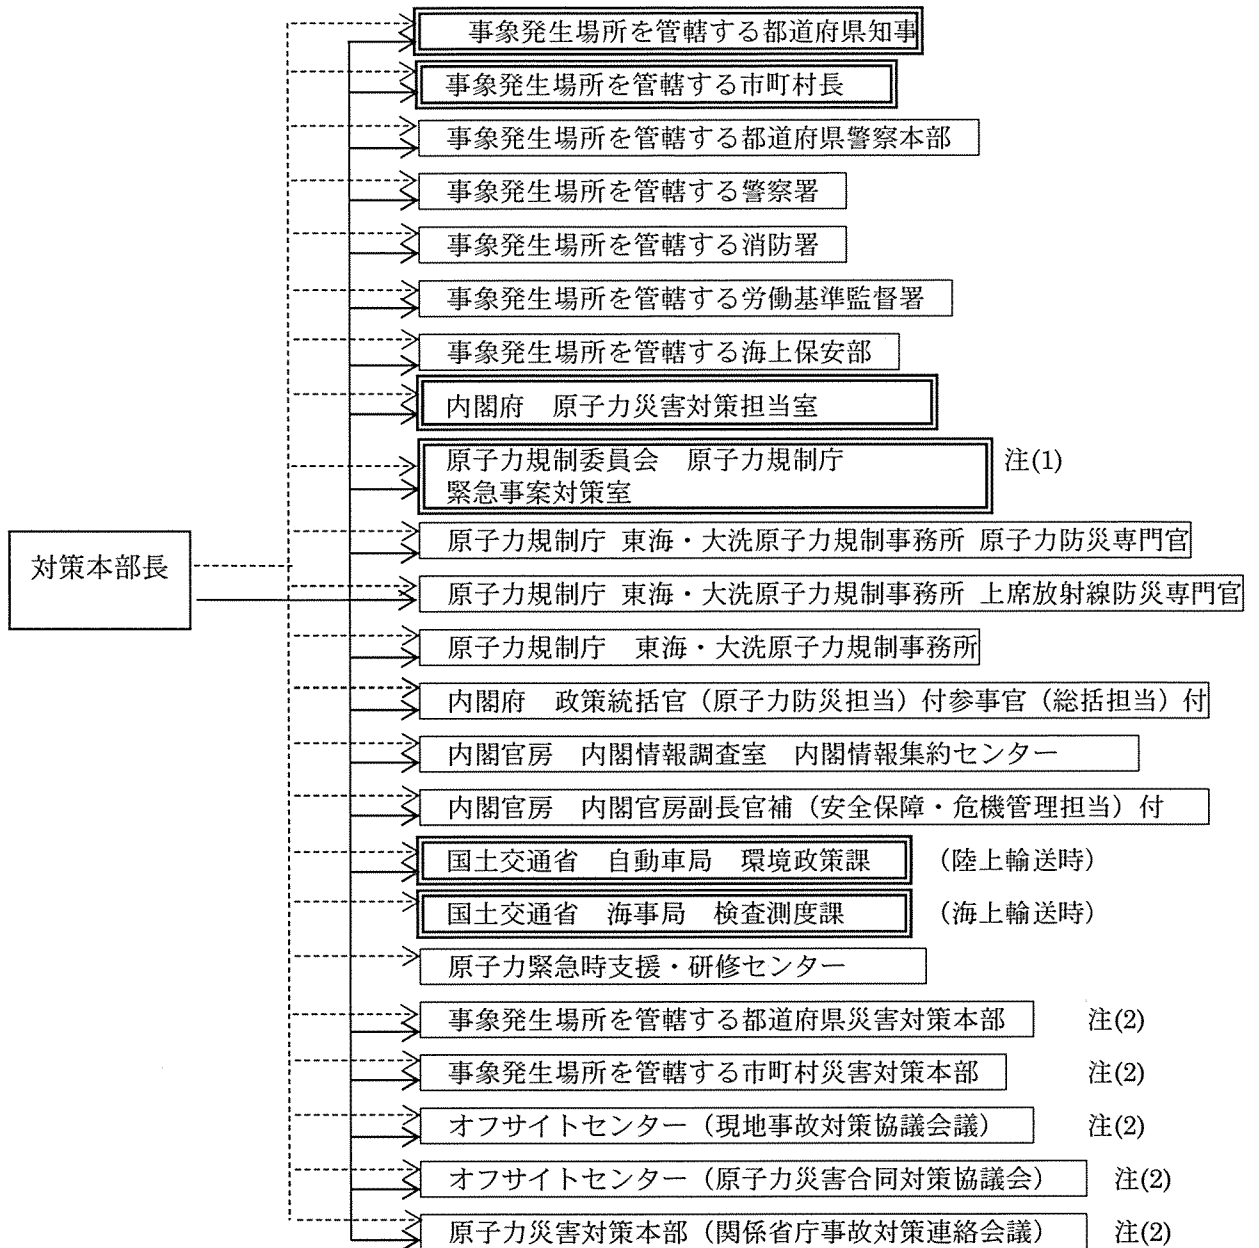 事象発生場所を管轄する都道府県知事
事象発生場所を管轄する市町村長
事象発生場所を管轄する都道府県警察本部
事象発生場所を管轄する警察署
事象発生場所を管轄する消防署
事象発生場所を管轄する労働基準監督署
事象発生場所を管轄する海上保安部
内閣府　原子力災害対策担当室
原子力規制委員会　原子力規制庁　注(1)
緊急事案対策室
原子力規制庁 東海・大洗原子力規制事務所 原子力防災専門官
対策本部長
原子力規制庁 東海・大洗原子力規制事務所 上席放射線防災専門官
原子力規制庁　東海・大洗原子力規制事務所
内閣府　政策統括官（原子力防災担当）付参事官（総括担当）付
内閣官房　内閣情報調査室　内閣情報集約センター
内閣官房　内閣官房副長官補（安全保障・危機管理担当）付
国土交通省　自動車局　環境政策課　（陸上輸送時）
国土交通省　海事局　検査測度課　（海上輸送時）
原子力緊急時支援・研修センター
事象発生場所を管轄する都道府県災害対策本部　注(2)
事象発生場所を管轄する市町村災害対策本部　注(2)
オフサイトセンター（現地事故対策協議会議）　注(2)
オフサイトセンター（原子力災害合同対策協議会）　注(2)
原子力災害対策本部（関係省庁事故対策連絡会議）　注(2)